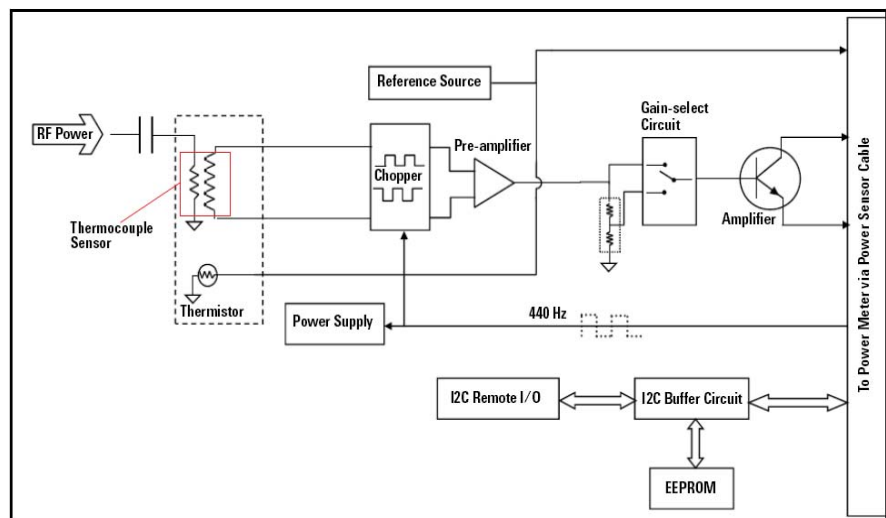 Reference Source
RF Power
Thermocouple
Sensor
Thermistor
Chopper
Pre-amplifier
Gain-select
Circuit
Amplifier
Power Supply
440 Hz
I2C Remote I/O
I2C Buffer Circuit
EEPROM
To Power Meter via Power Sensor Cable